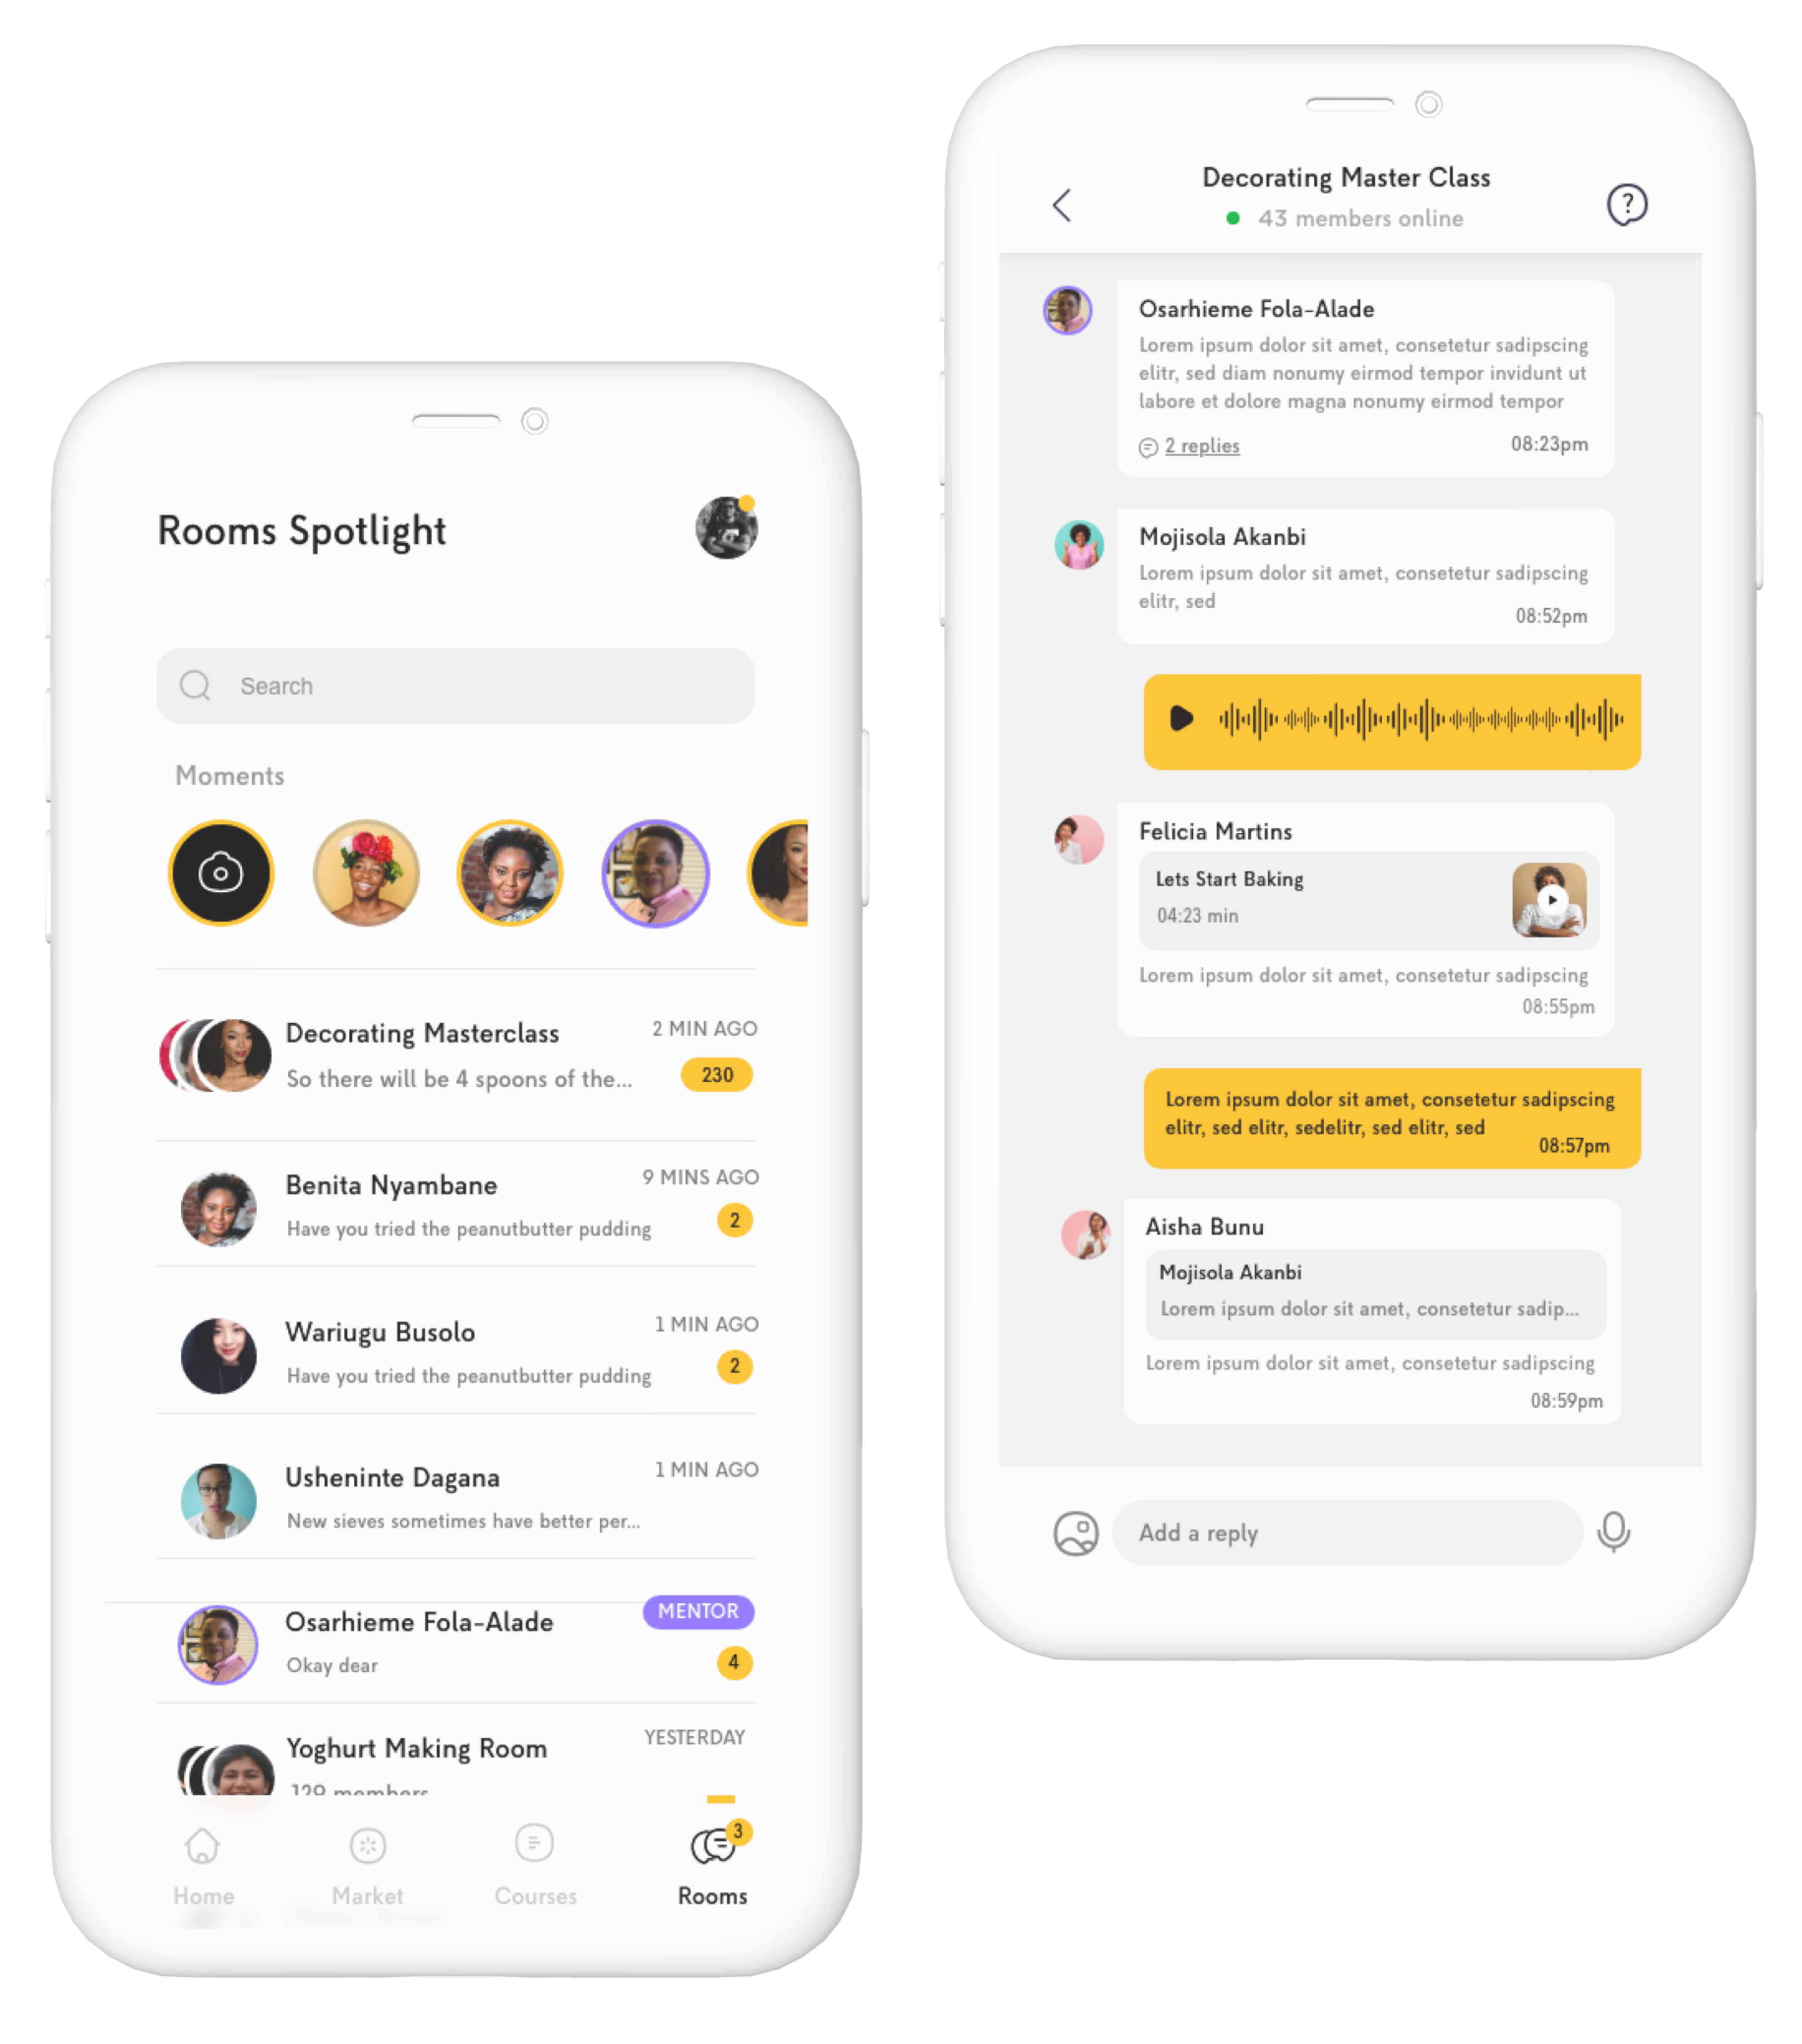 Rooms Spotlight
Search
Moments
Decorating Masterclass
2 MIN AGO
So there will be 4 spoons of the...
230
Benita Nyambane
9 MINS AGO
Have you tried the peanutbutter pudding
2
Wariugu Busolo
1 MIN AGO
Have you tried the peanutbutter pudding
2
Usheninte Dagana
1 MIN AGO
New sieves sometimes have better per...
Osarhieme Fola-Alade
MENTOR
Okay dear
4
Yoghurt Making Room
YESTERDAY
129 members
3
Home
Market
Courses
Rooms
Decorating Master Class
43 members online
?
Osarhieme Fola-Alade
Lorem ipsum dolor sit amet, consetetur sadipscing
elitr, sed diam nonumy eirmod tempor invidunt ut
labore et dolore magna nonumy eirmod tempor
2 replies
08:23pm
Mojisola Akanbi
Lorem ipsum dolor sit amet, consetetur sadipscing
elitr, sed
08:52pm
Felicia Martins
Lets Start Baking
04:23 min
Lorem ipsum dolor sit amet, consetetur sadipscing
08:55pm
Lorem ipsum dolor sit amet, consetetur sadipscing
elitr, sed elitr, sedelitr, sed elitr, sed
08:57pm
Aisha Bunu
Mojisola Akanbi
Lorem ipsum dolor sit amet, consetetur sadip...
Lorem ipsum dolor sit amet, consetetur sadipscing
08:59pm
Add a reply